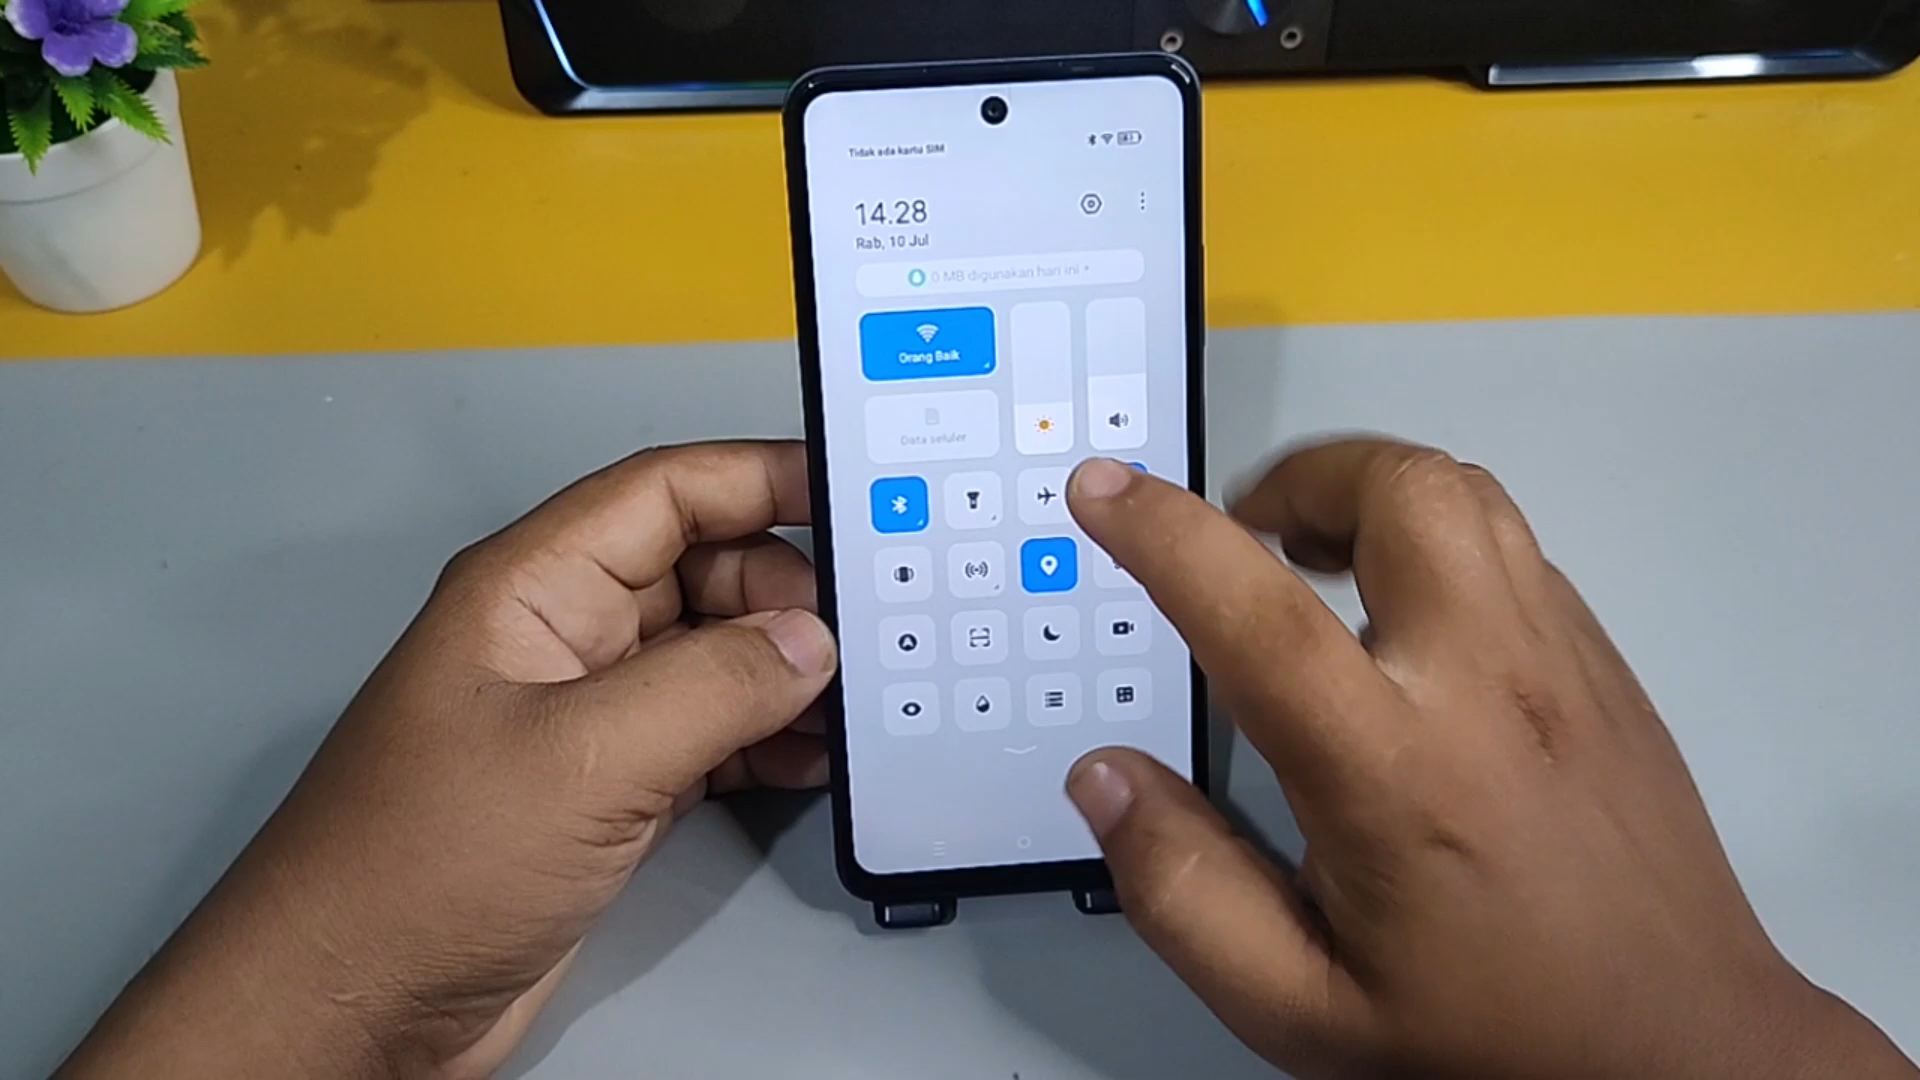 Tidak ada kartu SIM
14.28
Rab, 10 Jul
0 MB digunakan hari ini
Orang Baik
Data seluler